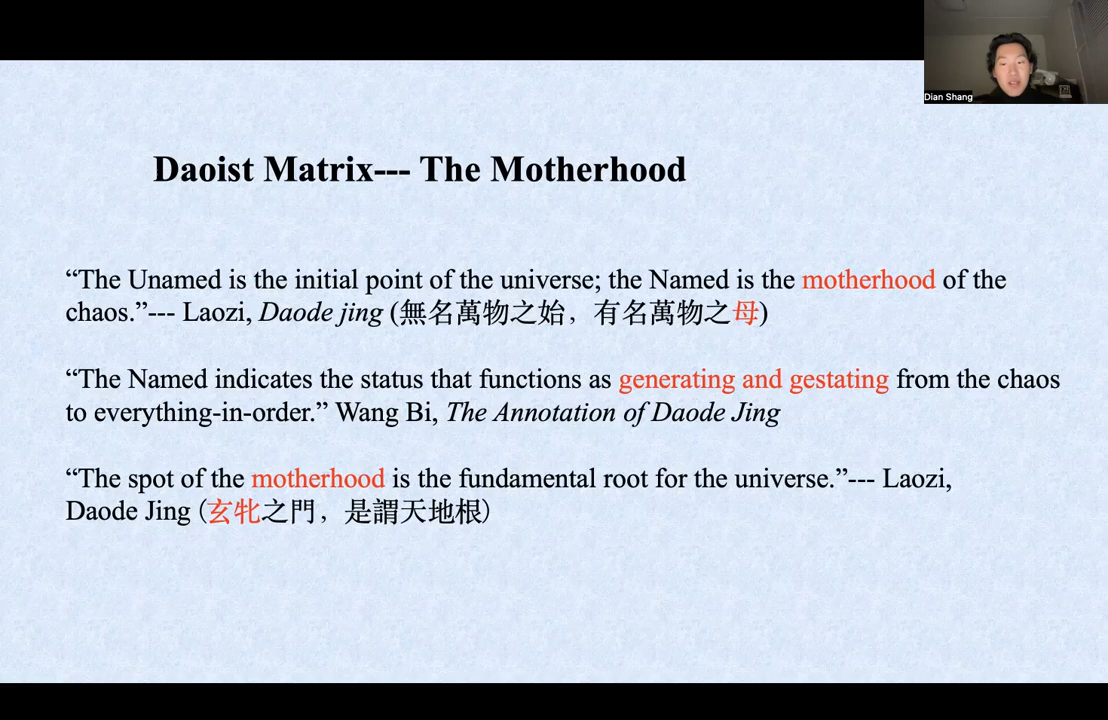 Dian Shang
Daoist Matrix--- The Motherhood
“The Unamed is the initial point of the universe; the Named is the motherhood of the
chaos.”--- Laozi, Daode jing (無名萬物之始，有名萬物之母)
“The Named indicates the status that functions as generating and gestating from the chaos
to everything-in-order.” Wang Bi, The Annotation of Daode Jing
“The spot of the motherhood is the fundamental root for the universe.”--- Laozi,
Daode Jing (玄牝之門，是謂天地根)